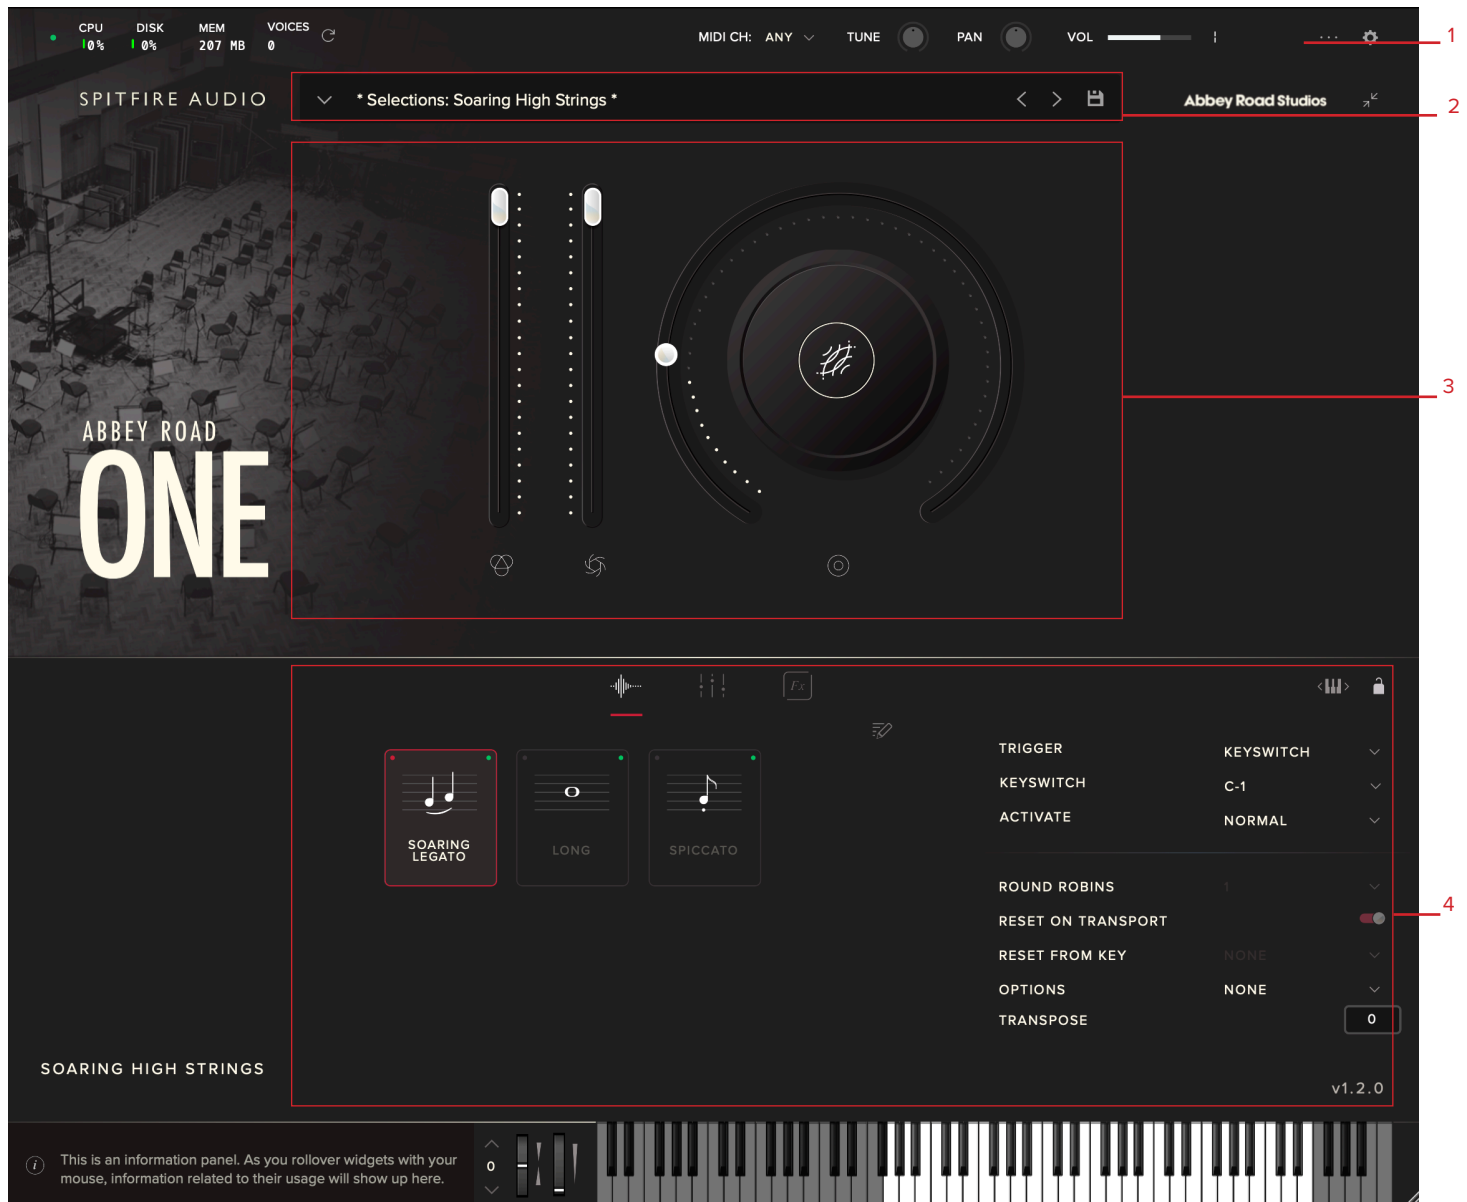 CPU DISK MEM VOICES
0% 0% 207 MB 0
MIDI CH: ANY TUNE PAN VOL
1
SPITFIRE AUDIO
* Selections: Soaring High Strings *
Abbey Road Studios
2
3
ABBEY ROAD
ONE
Fx
TRIGGER KEYSWITCH
KEYSWITCH C-1
ACTIVATE NORMAL
SOARING
LEGATO
LONG
SPICCATO
ROUND ROBINS 1
RESET ON TRANSPORT
4
RESET FROM KEY NONE
OPTIONS NONE
TRANSPOSE 0
SOARING HIGH STRINGS
v1.2.0
i
This is an information panel. As you rollover widgets with your
mouse, information related to their usage will show up here.
0